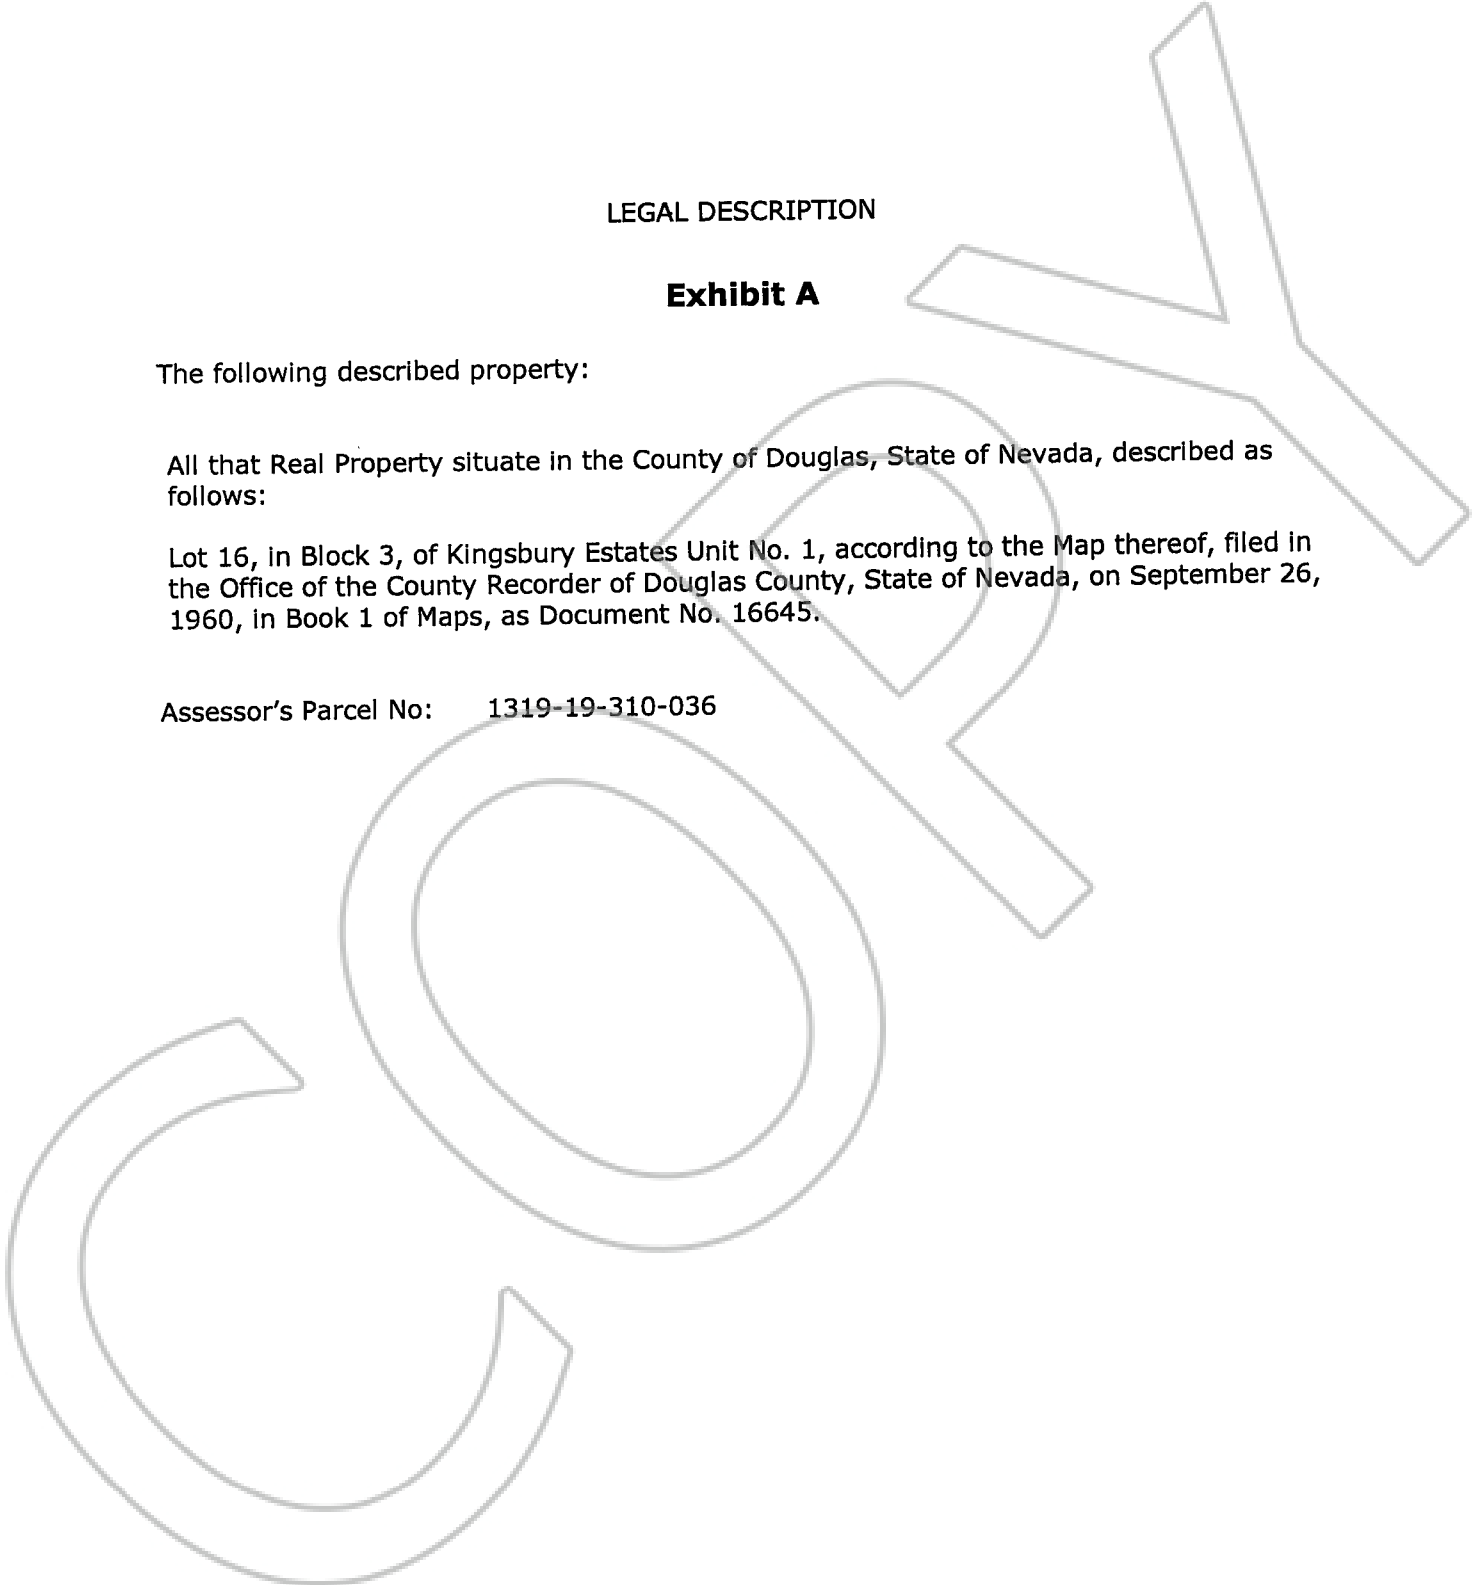 LEGAL DESCRIPTION
Exhibit A
The following described property:
All that Real Property situate in the County of Douglas, State of Nevada, described as
follows:
Lot 16, in Block 3, of Kingsbury Estates Unit No. 1, according to the Map thereof, filed in
the Office of the County Recorder of Douglas County, State of Nevada, on September 26,
1960, in Book 1 of Maps, as Document No. 16645.
Assessor's Parcel No: 1319-19-310-036
COPY